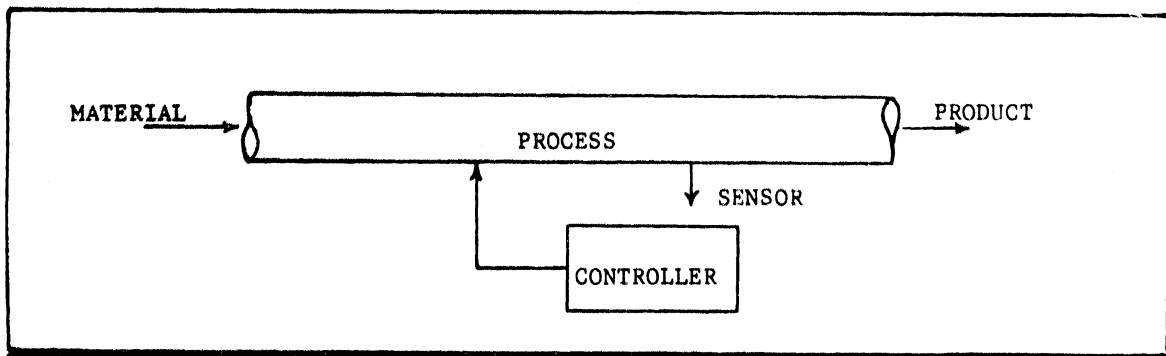 MATERIAL
PRODUCT
PROCESS
SENSOR
CONTROLLER